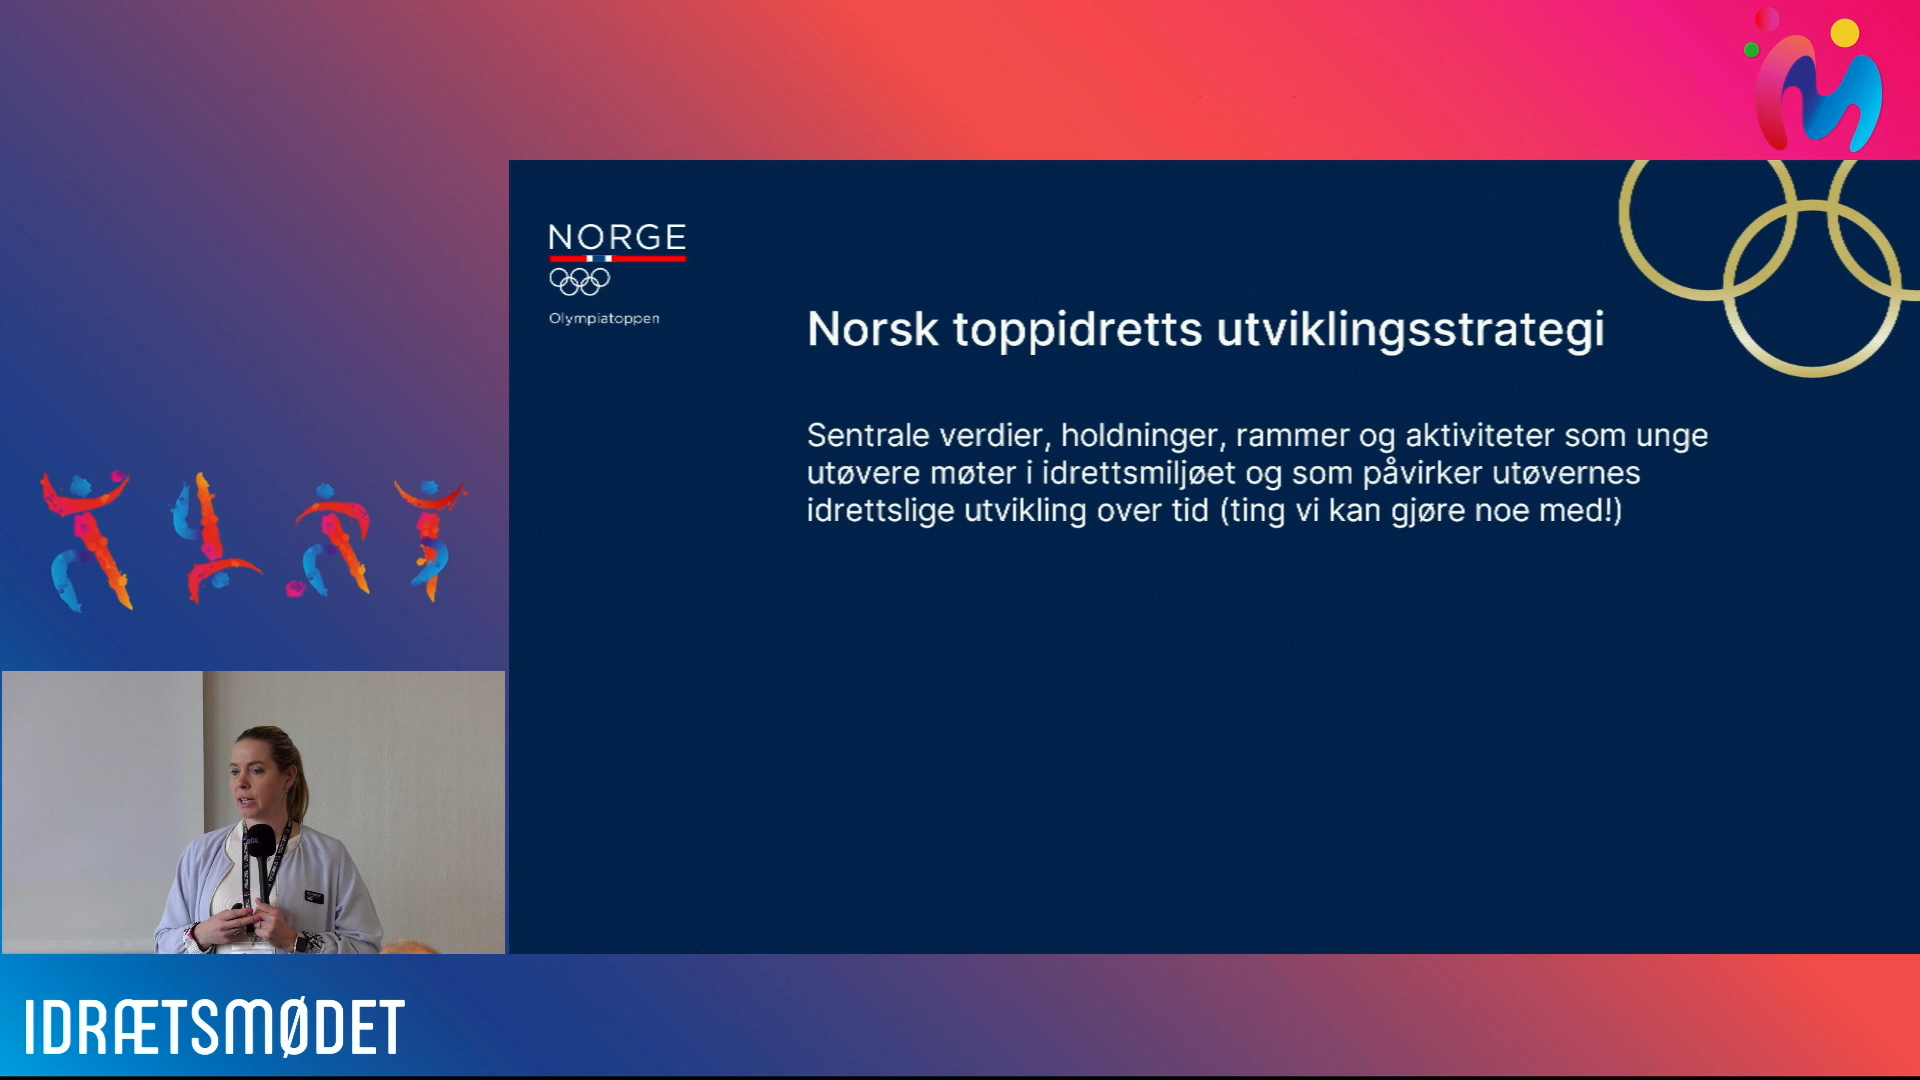 NORGE
Olympiatoppen
Norsk toppidretts utviklingsstrategi
Sentrale verdier, holdninger, rammer og aktiviteter som unge
utøvere møter i idrettsmiljøet og som påvirker utøvernes
idrettslige utvikling over tid (ting vi kan gjøre noe med!)
IDRÆTSMØDET